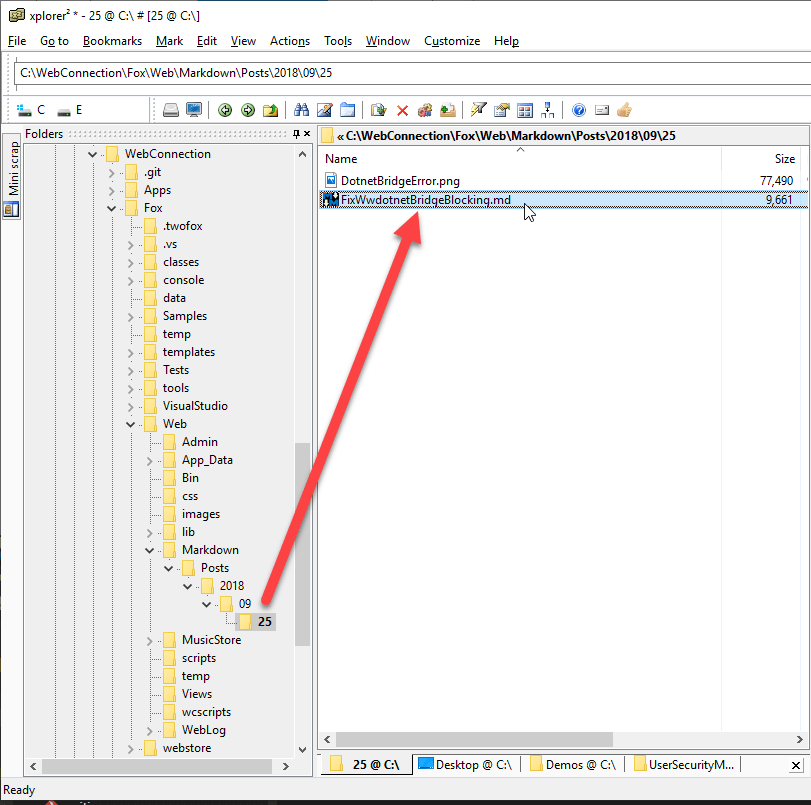 xplorer² * - 25 @ C:\ # [25 @ C:\]
File Go to Bookmarks Mark Edit View Actions Tools Window Customize Help
C:\WebConnection\Fox\Web\Markdown\Posts\2018\09\25
C E
Mini scrap
Folders
WebConnection
.git
Apps
Fox
.twofox
.vs
classes
console
data
Samples
temp
templates
Tests
tools
VisualStudio
Web
Admin
App_Data
Bin
css
images
lib
Markdown
Posts
2018
09
25
MusicStore
scripts
temp
Views
wcscripts
WebLog
webstore
«C:\WebConnection\Fox\Web\Markdown\Posts\2018\09\25
Name Size
DotnetBridgeError.png 77,490
FixWwdotnetBridgeBlocking.md 9,661
25 @ C:\ Desktop @ C:\ Demos @ C:\ UserSecurityM...
Ready